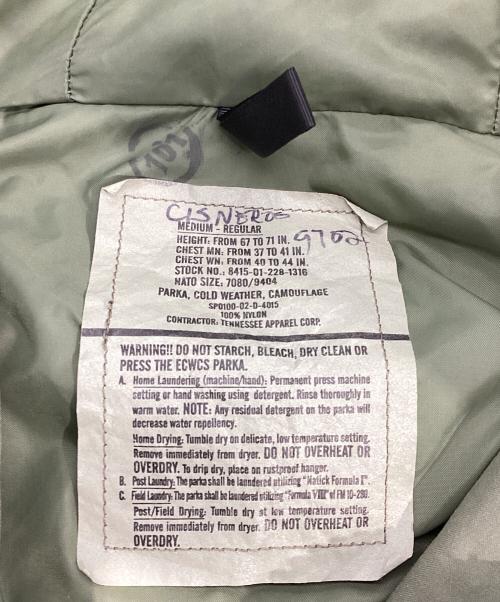 101
CISNEROS
MEDIUM - REGULAR
9702
HEIGHT: FROM 67 TO 71 IN.
CHEST MN: FROM 37 TO 41 IN.
CHEST WN: FROM 40 TO 44 IN.
STOCK NO.: 8415-01-228-1316
NATO SIZE: 7080/9404
PARKA, COLD WEATHER, CAMOUFLAGE
SPO100-02-D-4015
100% NYLON
CONTRACTOR: TENNESSEE APPAREL CORP.
WARNING!! DO NOT STARCH, BLEACH, DRY CLEAN OR
PRESS THE ECWCS PARKA.
A. Home Laundering (machine/hand): Permanent press machine
setting or hand washing using detergent. Rinse thoroughly in
warm water. NOTE: Any residual detergent on the parka will
decrease water repellency.
Home Drying: Tumble dry on delicate, low temperature setting.
Remove immediately from dryer. DO NOT OVERHEAT OR
OVERDRY. To drip dry, place on rustproof hanger.
B. Post Laundry: The parka shall be laundered utilizing "Natick Formula I".
C. Field Laundry: The parka shall be laundered utilizing "Formula VIII" of FM 10-280.
Post/Field Drying: Tumble dry at low temperature setting.
Remove immediately from dryer. DO NOT OVERHEAT OR
OVERDRY.